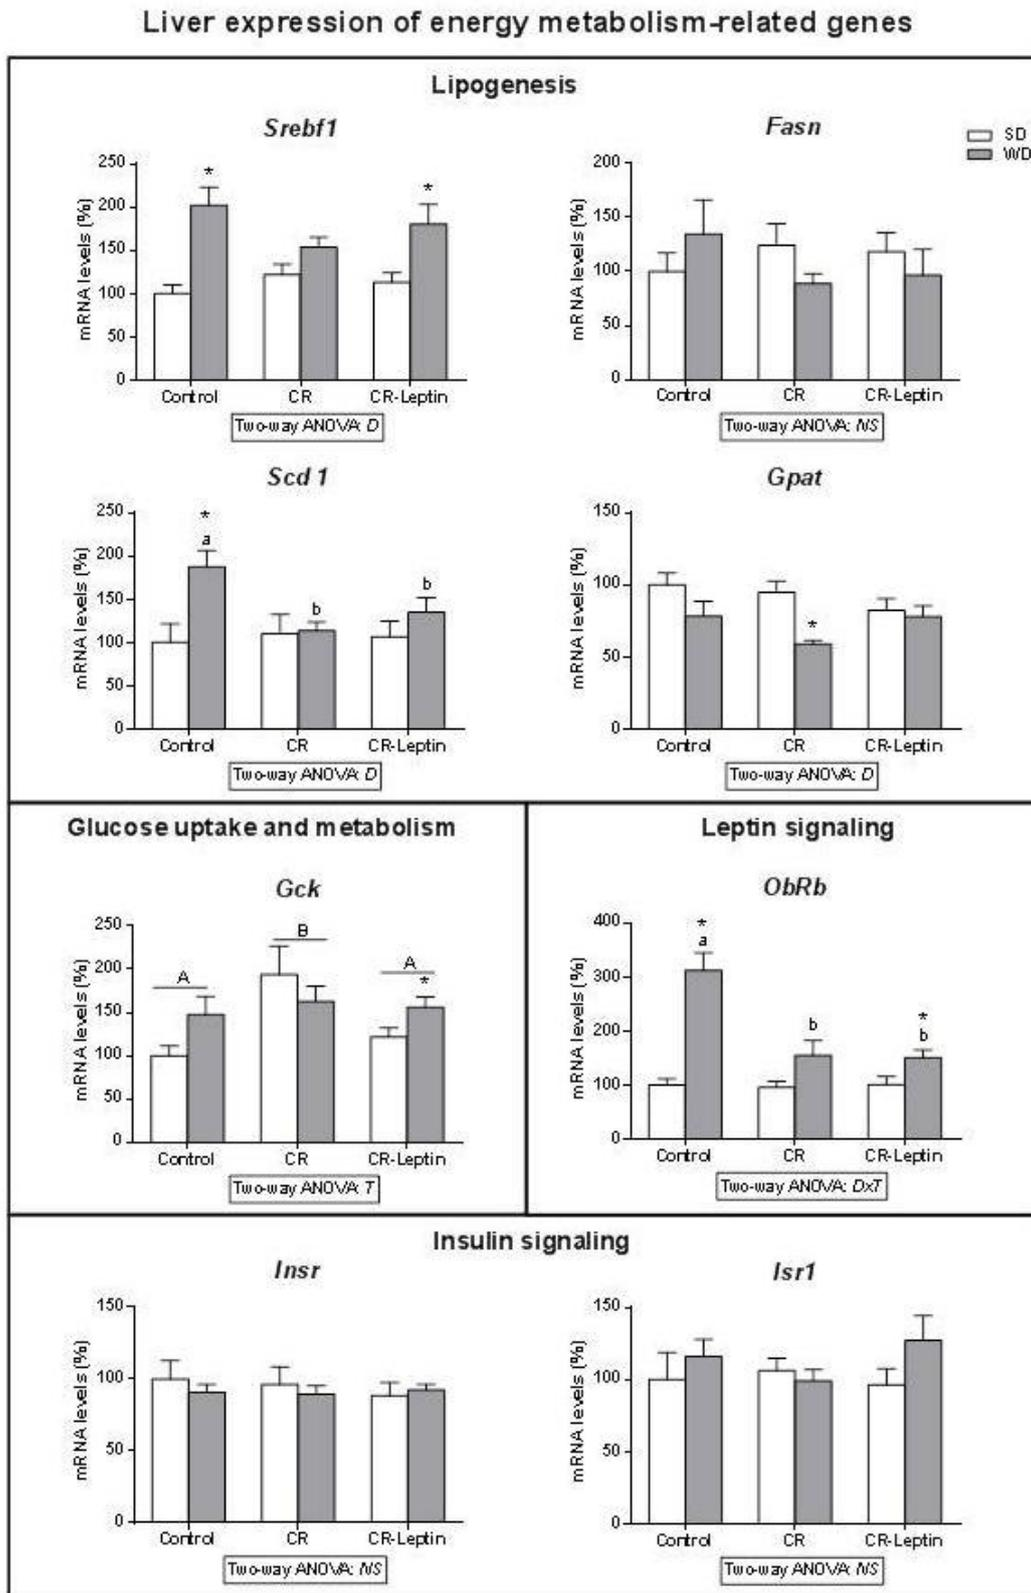 Liver expression of energy metabolism-related genes
Lipogenesis
Srebf1
mRNA levels (%)
250
200
150
100
50
0
*
*
Control
CR
CR-Leptin
Two-way ANOVA: D
Fasn
SD
WD
mRNA levels (%)
200
150
100
50
0
Control
CR
CR-Leptin
Two-way ANOVA: NS
Scd 1
mRNA levels (%)
250
200
150
100
50
0
*
a
b
b
Control
CR
CR-Leptin
Two-way ANOVA: D
Gpat
mRNA levels (%)
150
100
50
0
*
Control
CR
CR-Leptin
Two-way ANOVA: D
Glucose uptake and metabolism
Gck
mRNA levels (%)
250
200
150
100
50
0
A
B
A
*
Control
CR
CR-Leptin
Two-way ANOVA: T
Leptin signaling
ObRb
mRNA levels (%)
400
300
200
100
0
*
a
b
*
b
Control
CR
CR-Leptin
Two-way ANOVA: DxT
Insulin signaling
Insr
mRNA levels (%)
150
100
50
0
Control
CR
CR-Leptin
Two-way ANOVA: NS
Isr1
mRNA levels (%)
150
100
50
0
Control
CR
CR-Leptin
Two-way ANOVA: NS